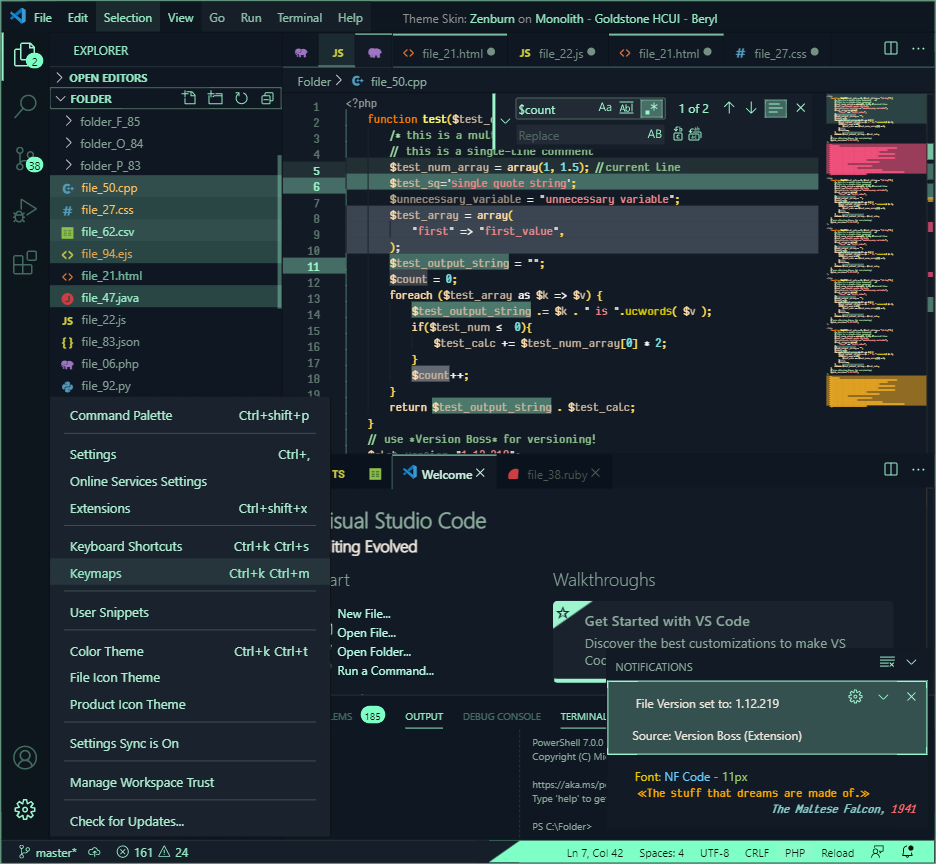 File Edit Selection View Go Run Terminal Help Theme Skin: Zenburn on Monolith - Goldstone HCUI - Beryl
2
EXPLORER
JS
file_21.html
JS file_22.js
file_21.html
# file_27.css
OPEN EDITORS
FOLDER
folder_F_85
folder_O_84
folder_P_83
file_50.cpp
# file_27.css
file_62.csv
file_94.ejs
file_21.html
file_47.java
JS file_22.js
{} file_83.json
file_06.php
file_92.py
38
Folder > file_50.cpp
$count Aa Abl .* 1 of 2
Replace AB
1 <?php
2 function test($test_
3 /* this is a mul
4 // this is a single-line comment
5 $test_num_array = array(1, 1.5); //current line
6 $test_sq='single quote string';
7 $unnecessary_variable = "unnecessary variable";
8 $test_array = array(
9 "first" => "first_value",
10 );
11 $test_output_string = "";
12 $count = 0;
13 foreach ($test_array as $k => $v) {
14 $test_output_string .= $k . " is ".ucwords( $v );
15 if($test_num ≤ 0){
16 $test_calc += $test_num_array[0] * 2;
17 }
18 $count++;
19 }
return $test_output_string . $test_calc;
}
// use *Version Boss* for versioning!
Command Palette Ctrl+shift+p
Settings Ctrl+,
Online Services Settings
Extensions Ctrl+shift+x
Keyboard Shortcuts Ctrl+k Ctrl+s
Keymaps Ctrl+k Ctrl+m
User Snippets
Color Theme Ctrl+k Ctrl+t
File Icon Theme
Product Icon Theme
Settings Sync is On
Manage Workspace Trust
Check for Updates...
TS
Welcome
file_38.ruby
isual Studio Code
iting Evolved
art
New File...
Open File...
Open Folder...
Run a Command...
Walkthroughs
Get Started with VS Code
Discover the best customizations to make VS
Coc
NOTIFICATIONS
File Version set to: 1.12.219
Source: Version Boss (Extension)
LEMS 185 OUTPUT DEBUG CONSOLE TERMINAL
PowerShell 7.0.0
Copyright (C) Mi
https://aka.ms/p
Type 'help' to ge
PS C:\Folder>
Font: NF Code - 11px
«The stuff that dreams are made of.»
The Maltese Falcon, 1941
master* 161 24 Ln 7, Col 42 Spaces: 4 UTF-8 CRLF PHP Reload